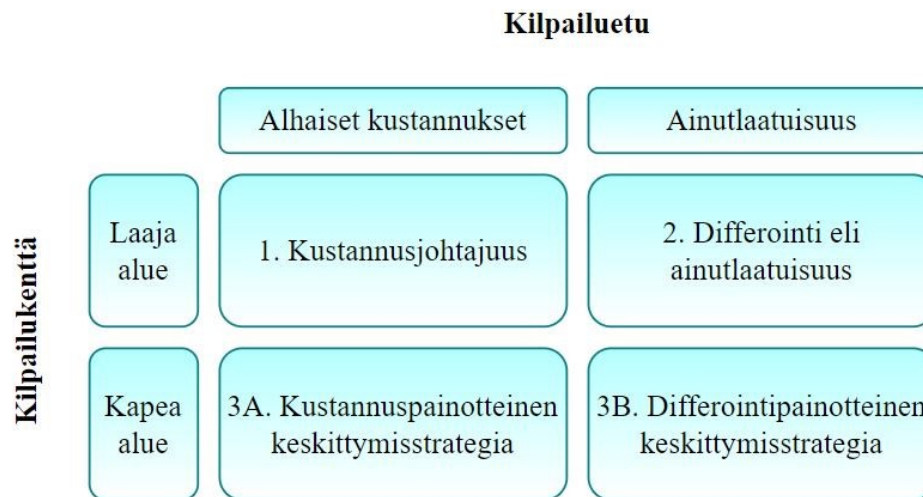 Kilpailuetu
Alhaiset kustannukset
Ainutlaatuisuus
Kilpailukenttä
Laaja
alue
1. Kustannusjohtajuus
2. Differointi eli
ainutlaatuisuus
Kapea
alue
3A. Kustannuspainotteinen
keskittymisstrategia
3B. Differointipainotteinen
keskittymisstrategia